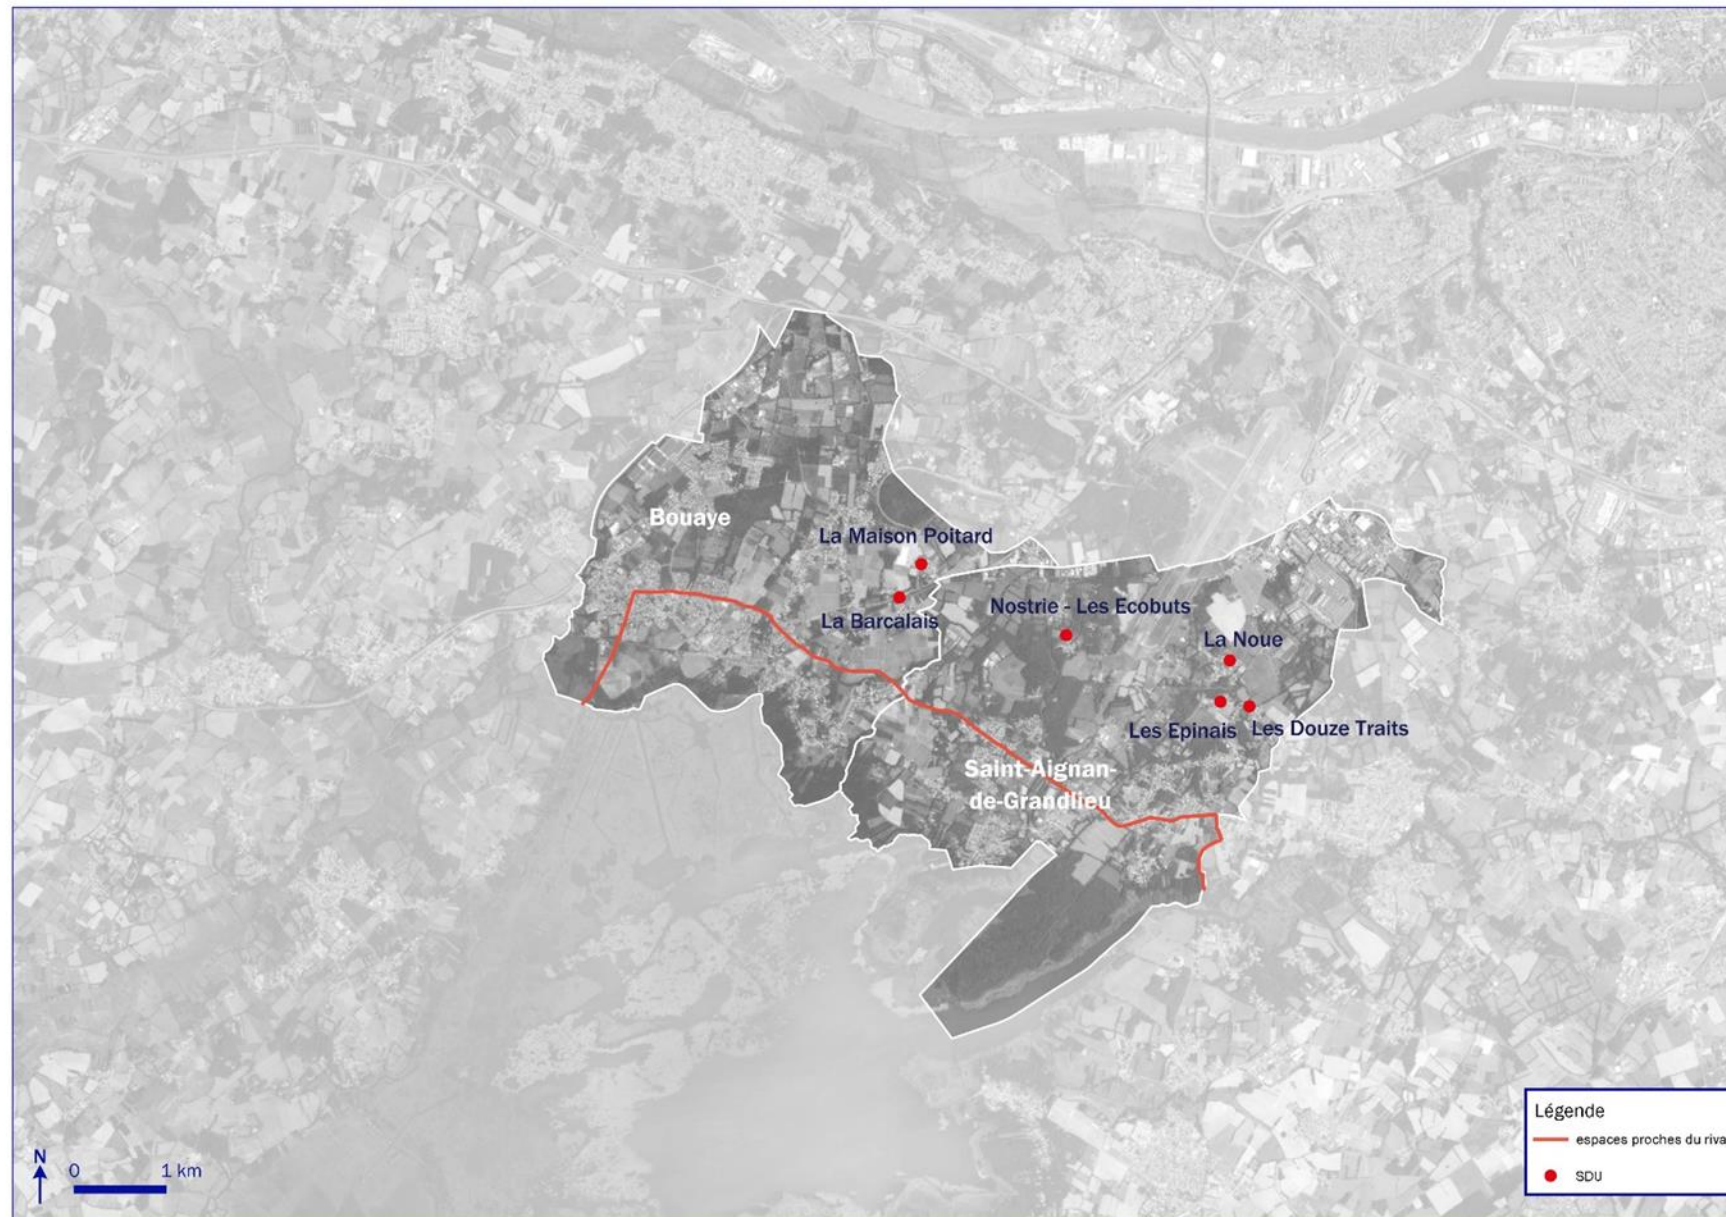 Bouaye
La Maison Poitard
La Barcalais
Nostrie - Les Ecobuts
La Noue
Les Epinais
Les Douze Traits
Saint-Aignan-
de-Grandlieu
N
0 1 km
Légende
espaces proches du riva
SDU